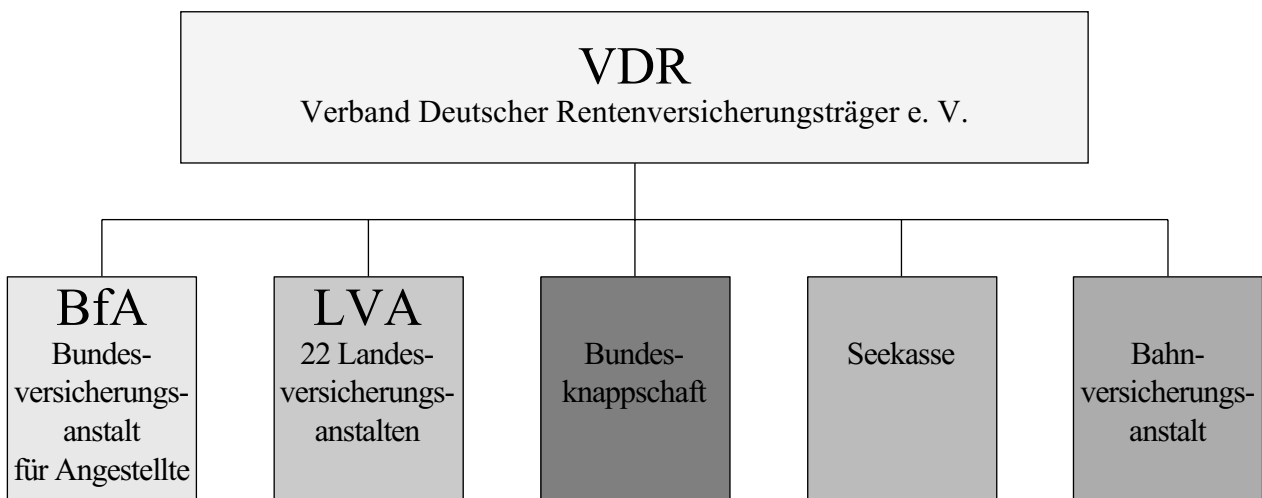 VDR
Verband Deutscher Rentenversicherungsträger e. V.
BfA
Bundes-
versicherungs-
anstalt
für Angestellte
LVA
22 Landes-
versicherungs-
anstalten
Bundes-
knappschaft
Seekasse
Bahn-
versicherungs-
anstalt